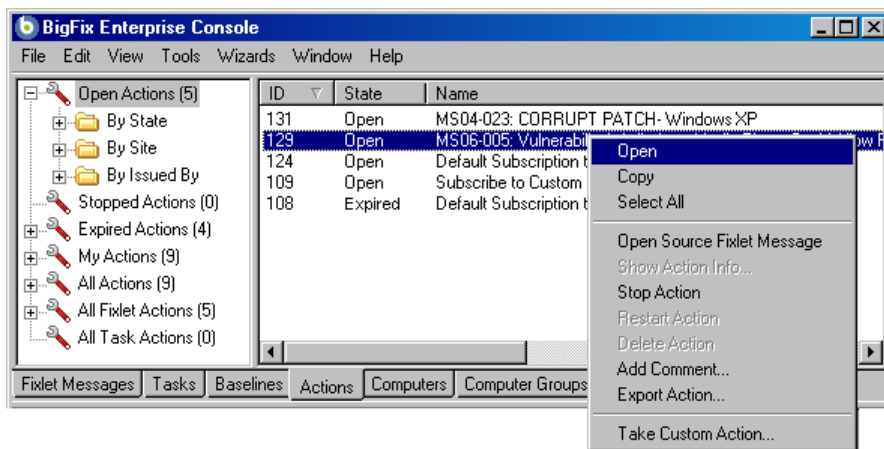 BigFix Enterprise Console
File Edit View Tools Wizards Window Help
Open Actions (5)
By State
By Site
By Issued By
Stopped Actions (0)
Expired Actions (4)
My Actions (9)
All Actions (9)
All Fixlet Actions (5)
All Task Actions (0)
ID State Name
131 Open MS04-023: CORRUPT PATCH- Windows XP
129 Open MS06-005:
124 Open Default Subscription
109 Open Subscribe to Custom
108 Expired Default Subscription
Open
Copy
Select All
Open Source Fixlet Message
Show Action Info...
Stop Action
Restart Action
Delete Action
Add Comment...
Export Action...
Take Custom Action...
Fixlet Messages Tasks Baselines Actions Computers Computer Groups